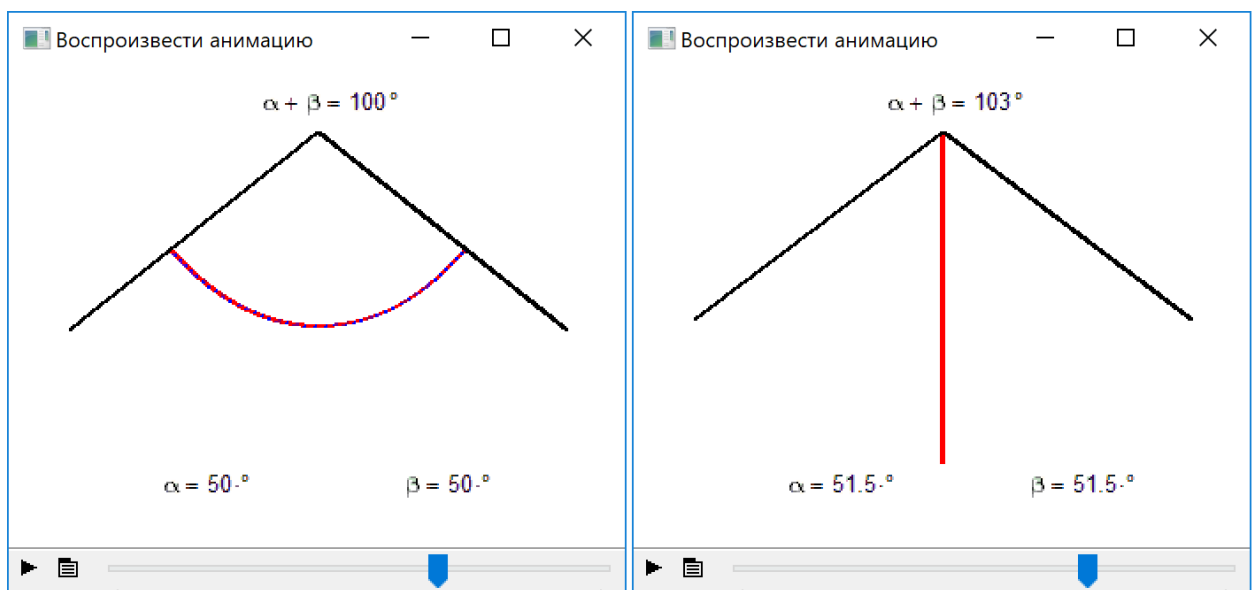 Воспроизвести анимацию
α + β = 100°
α = 50·°
β = 50·°
Воспроизвести анимацию
α + β = 103°
α = 51.5·°
β = 51.5·°